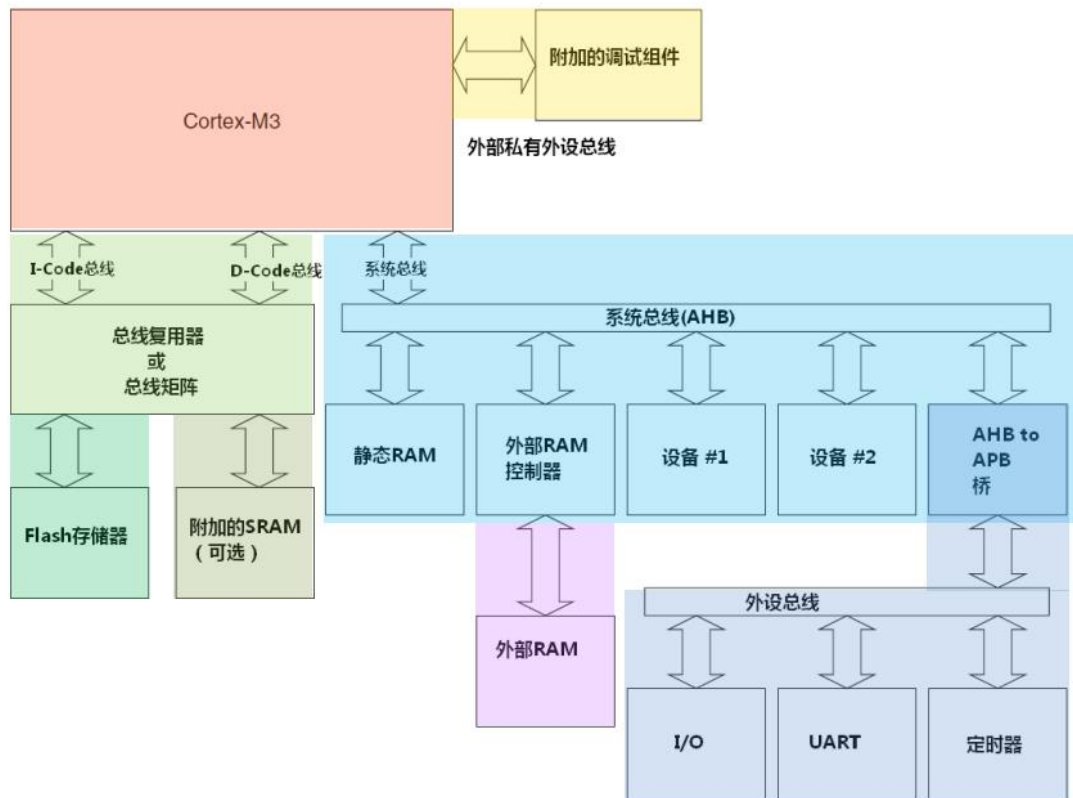 附加的调试组件
Cortex-M3
外部私有外设总线
I-Code总线
D-Code总线
系统总线
总线复用器
或
总线矩阵
系统总线(AHB)
静态RAM
外部RAM
控制器
设备 #1
设备 #2
AHB to
APB
桥
Flash存储器
附加的SRAM
（可选）
外设总线
外部RAM
I/O
UART
定时器